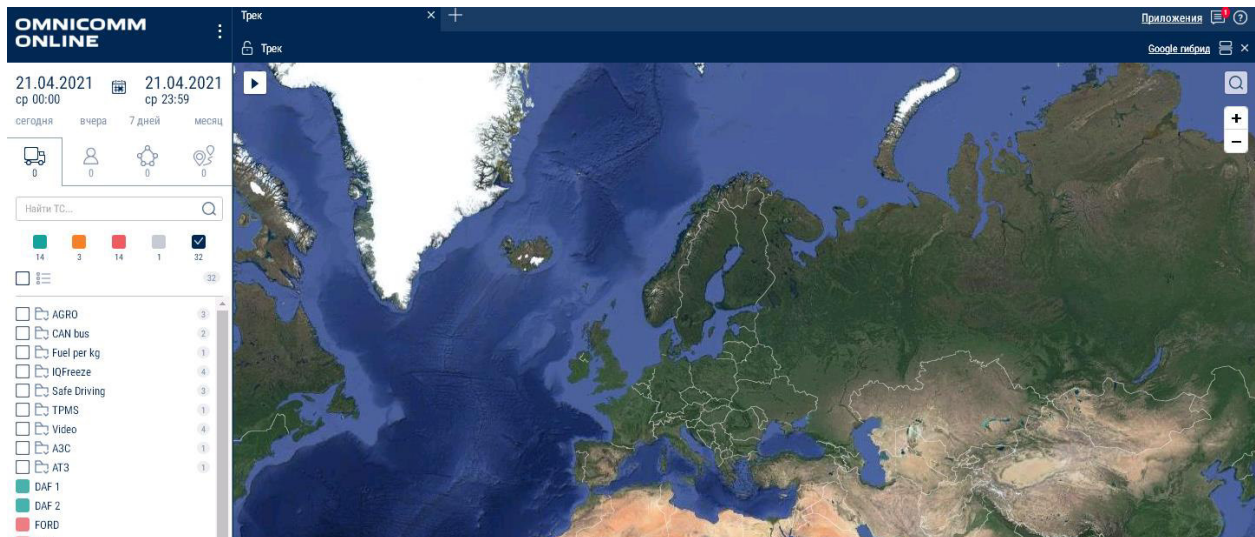 OMNICOMM
ONLINE
Трек
Приложения
1
Трек
Google гибрид
21.04.2021
21.04.2021
ср 00:00
ср 23:59
сегодня вчера 7 дней месяц
0 0 0 0
Найти ТС...
14 3 14 1 32
32
AGRO 3
CAN bus 2
Fuel per kg 1
IQFreeze 4
Safe Driving 3
TPMS 1
Video 4
АЗС 1
АТЗ 1
DAF 1
DAF 2
FORD